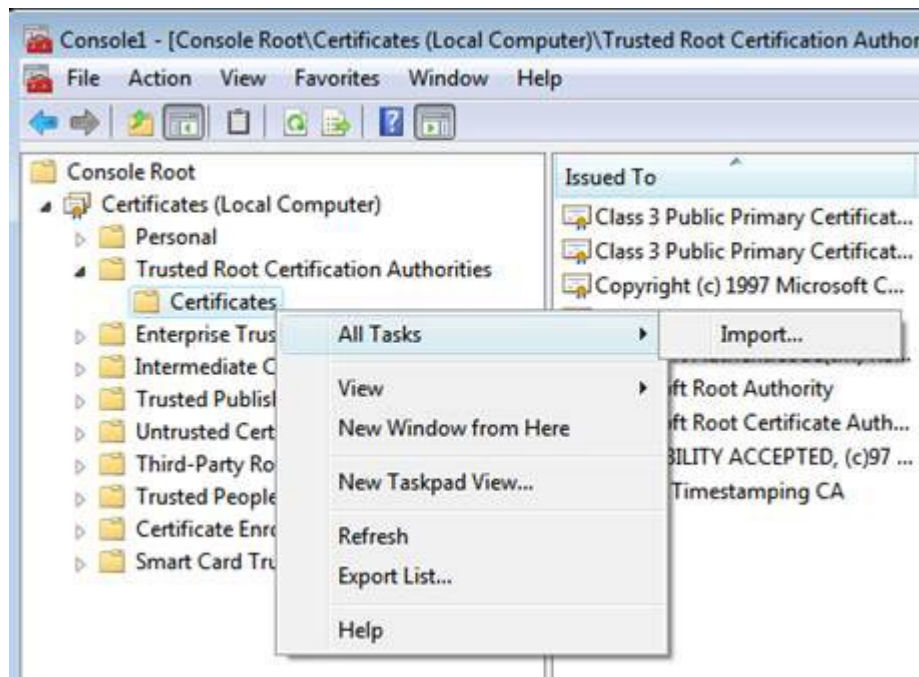 Console1 - [Console Root\Certificates (Local Computer)\Trusted Root Certification Author
File Action View Favorites Window Help
Console Root
Certificates (Local Computer)
Personal
Trusted Root Certification Authorities
Certificates
Enterprise Trus
Intermediate C
Trusted Publis
Untrusted Cert
Third-Party Ro
Trusted People
Certificate Enro
Smart Card Tru
All Tasks
View
New Window from Here
New Taskpad View...
Refresh
Export List...
Help
Import...
Issued To
Class 3 Public Primary Certificat...
Class 3 Public Primary Certificat...
Copyright (c) 1997 Microsoft C...
ft Root Authority
ft Root Certificate Auth...
BILITY ACCEPTED, (c)97 ...
Timestamping CA